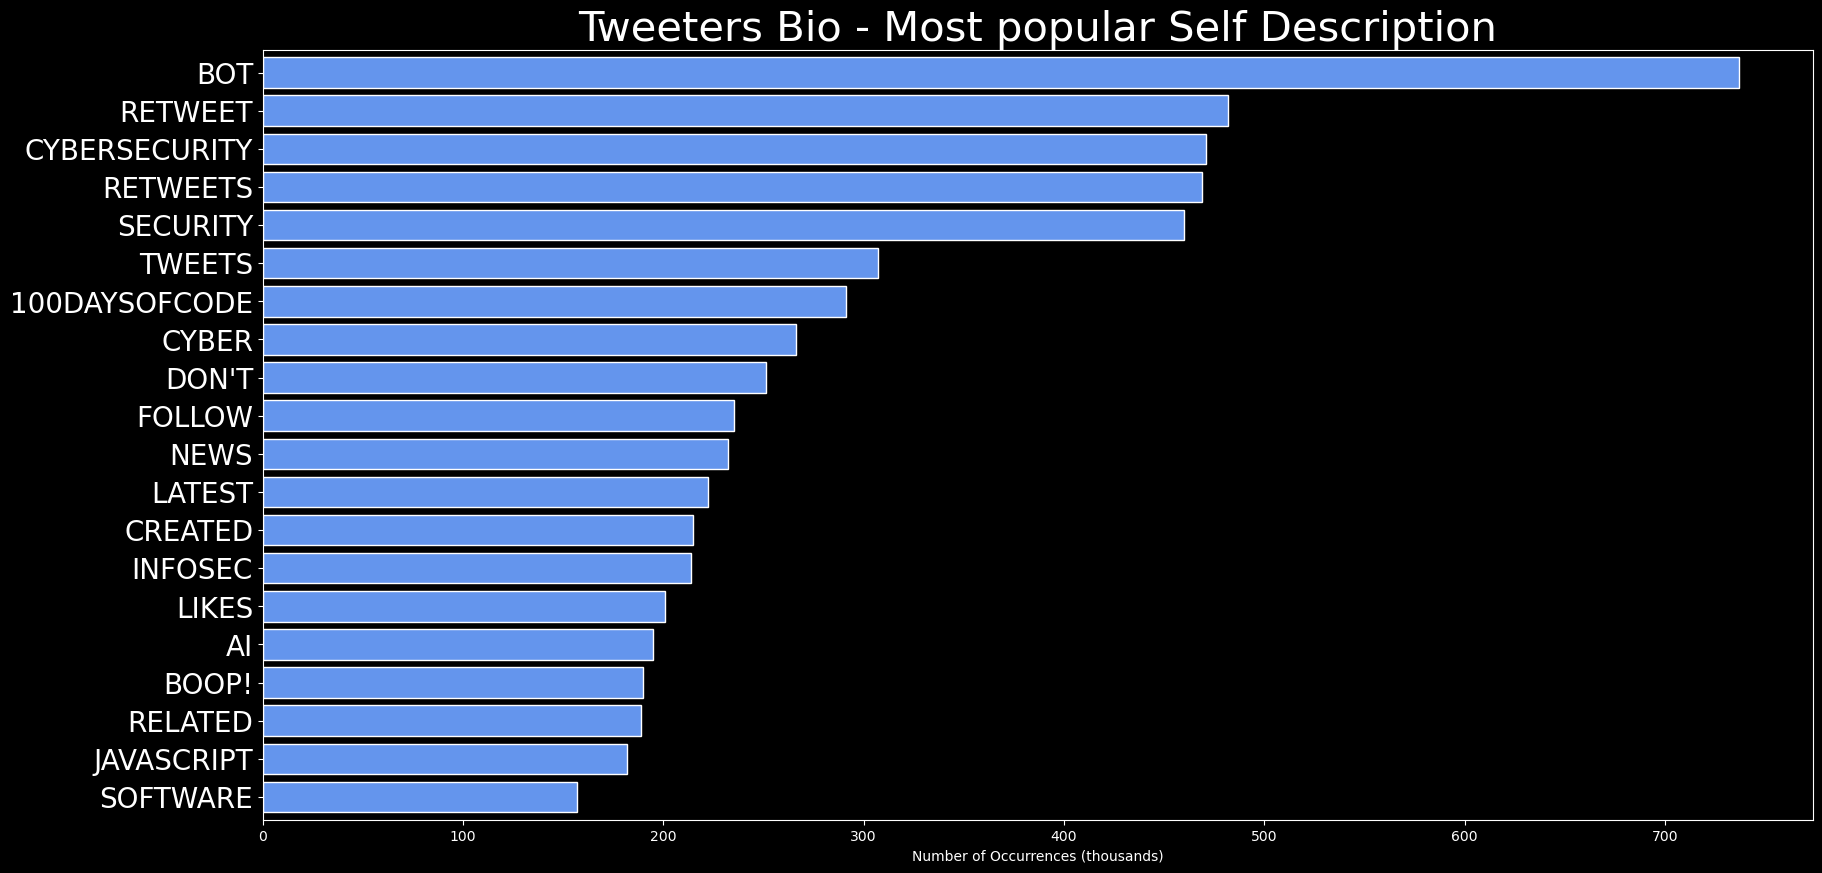 Tweeters Bio - Most popular Self Description
BOT
RETWEET
CYBERSECURITY
RETWEETS
SECURITY
TWEETS
100DAYSOFCODE
CYBER
DON'T
FOLLOW
NEWS
LATEST
CREATED
INFOSEC
LIKES
AI
BOOP!
RELATED
JAVASCRIPT
SOFTWARE
0 100 200 300 400 500 600 700
Number of Occurrences (thousands)